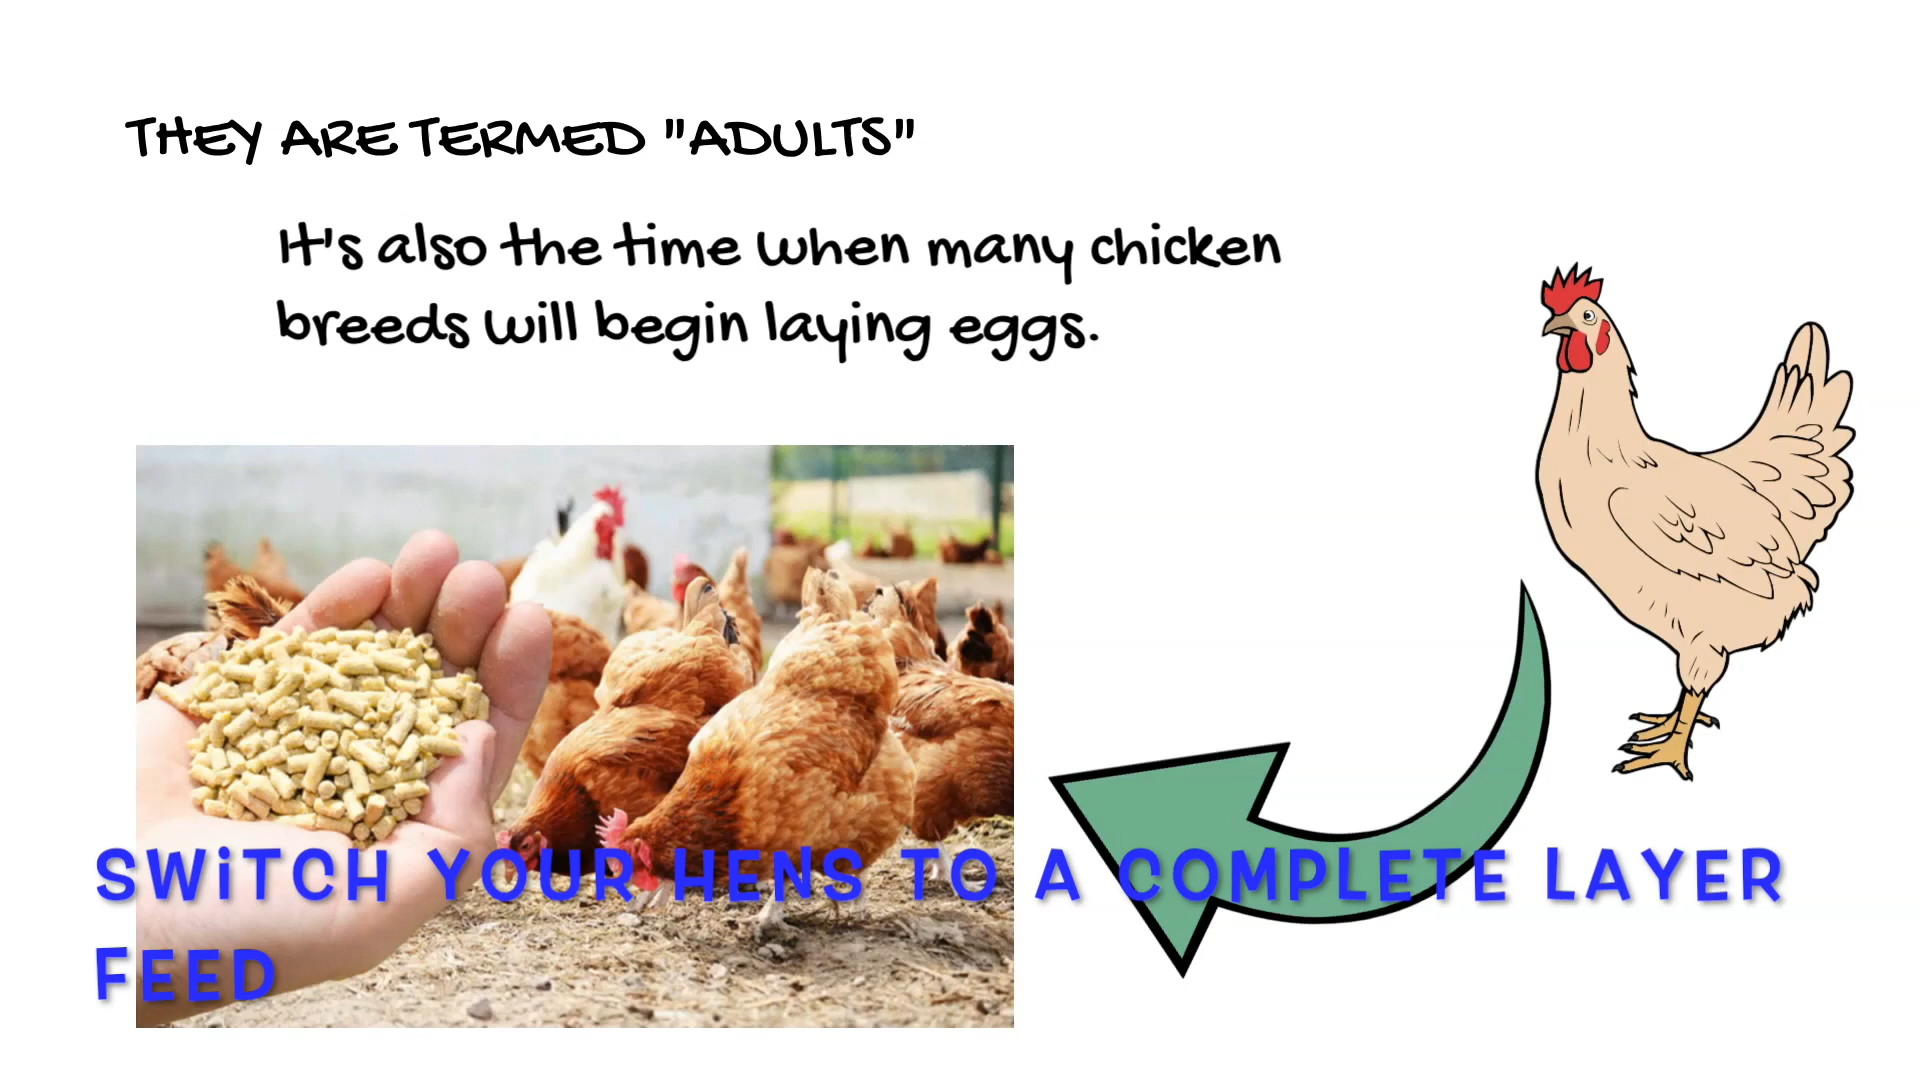 THEY ARE TERMED "ADULTS"
It's also the time when many chicken
breeds will begin laying eggs.
SWiTCH YOUR HENS TO A COMPLETE LAYER
FEED